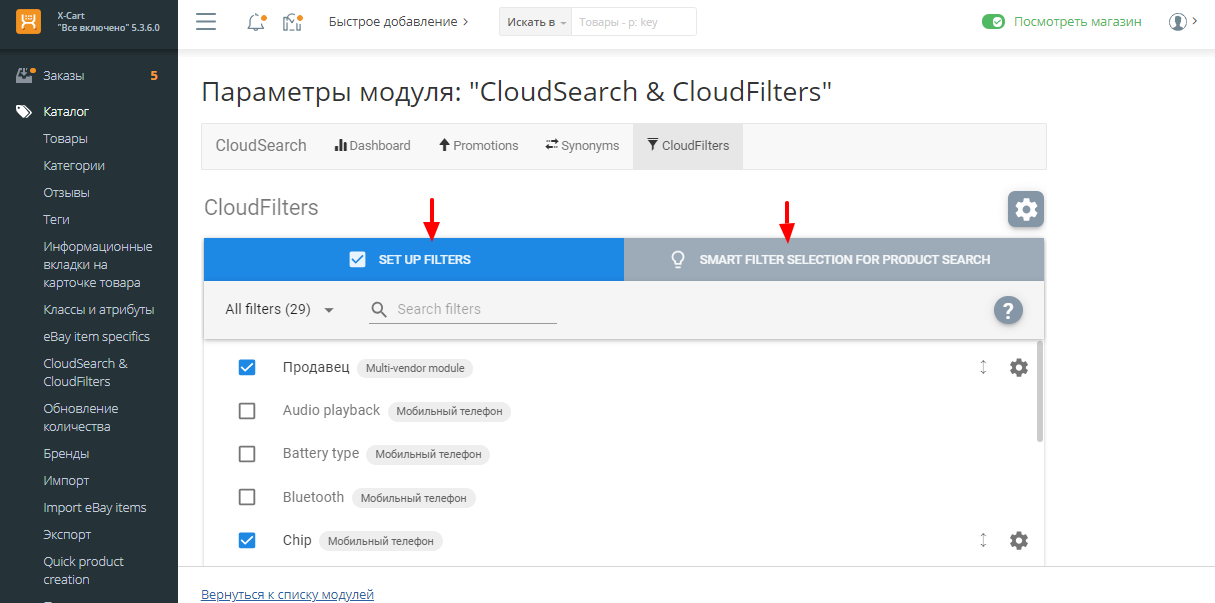 X-Cart
"Все включено" 5.3.6.0
Быстрое добавление
Искать в
Товары - p: key
Посмотреть магазин
Заказы 5
Каталог
Товары
Категории
Отзывы
Теги
Информационные
вкладки на
карточке товара
Классы и атрибуты
eBay item specifics
CloudSearch &
CloudFilters
Обновление
количества
Бренды
Импорт
Import eBay items
Экспорт
Quick product
creation
Параметры модуля: "CloudSearch & CloudFilters"
CloudSearch Dashboard Promotions Synonyms CloudFilters
CloudFilters
SET UP FILTERS SMART FILTER SELECTION FOR PRODUCT SEARCH
All filters (29) Search filters ?
Продавец Multi-vendor module
Audio playback Мобильный телефон
Battery type Мобильный телефон
Bluetooth Мобильный телефон
Chip Мобильный телефон
Вернуться к списку модулей